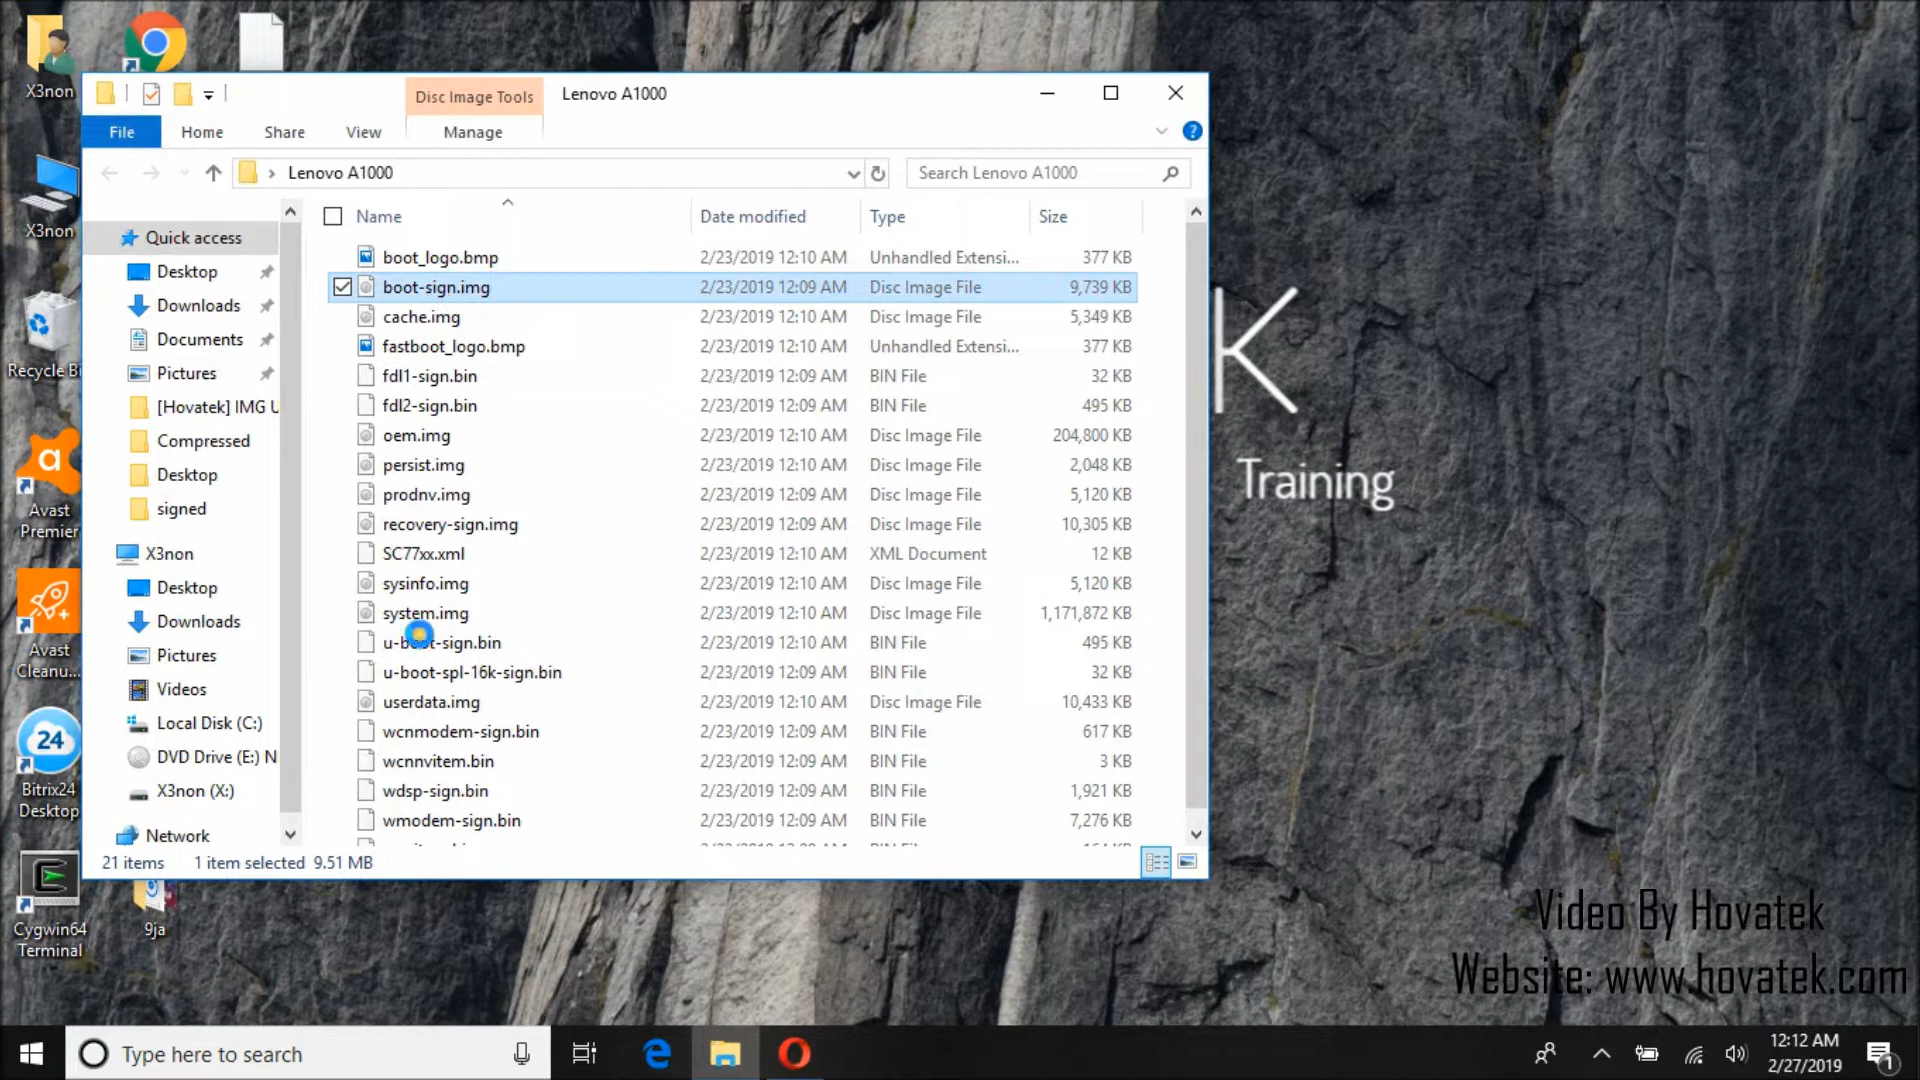 X3non
Disc Image Tools
Lenovo A1000
File
Home
Share
View
Manage
Lenovo A1000
Search Lenovo A1000
Name
Date modified
Type
Size
Quick access
Desktop
Downloads
Documents
Pictures
[Hovatek] IMG U
Compressed
Desktop
signed
X3non
Desktop
Downloads
Pictures
Videos
Local Disk (C:)
DVD Drive (E:) N
X3non (X:)
Network
boot_logo.bmp 2/23/2019 12:10 AM Unhandled Extensi... 377 KB
boot-sign.img 2/23/2019 12:09 AM Disc Image File 9,739 KB
cache.img 2/23/2019 12:10 AM Disc Image File 5,349 KB
fastboot_logo.bmp 2/23/2019 12:10 AM Unhandled Extensi... 377 KB
fdl1-sign.bin 2/23/2019 12:09 AM BIN File 32 KB
fdl2-sign.bin 2/23/2019 12:09 AM BIN File 495 KB
oem.img 2/23/2019 12:10 AM Disc Image File 204,800 KB
persist.img 2/23/2019 12:10 AM Disc Image File 2,048 KB
prodnv.img 2/23/2019 12:10 AM Disc Image File 5,120 KB
recovery-sign.img 2/23/2019 12:09 AM Disc Image File 10,305 KB
SC77xx.xml 2/23/2019 12:09 AM XML Document 12 KB
sysinfo.img 2/23/2019 12:10 AM Disc Image File 5,120 KB
system.img 2/23/2019 12:10 AM Disc Image File 1,171,872 KB
u-boot-sign.bin 2/23/2019 12:09 AM BIN File 495 KB
u-boot-spl-16k-sign.bin 2/23/2019 12:09 AM BIN File 32 KB
userdata.img 2/23/2019 12:10 AM Disc Image File 10,433 KB
wcnmodem-sign.bin 2/23/2019 12:09 AM BIN File 617 KB
wcnnvitem.bin 2/23/2019 12:09 AM BIN File 3 KB
wdsp-sign.bin 2/23/2019 12:09 AM BIN File 1,921 KB
wmodem-sign.bin 2/23/2019 12:09 AM BIN File 7,276 KB
21 items 1 item selected 9.51 MB
X3non
Recycle Bi
a
Avast
Premier
Avast
Cleanu...
24
Bitrix24
Desktop
Cygwin64
Terminal
9ja
K
Training
Video By Hovatek
Website: www.hovatek.com
Type here to search
12:12 AM
2/27/2019
1